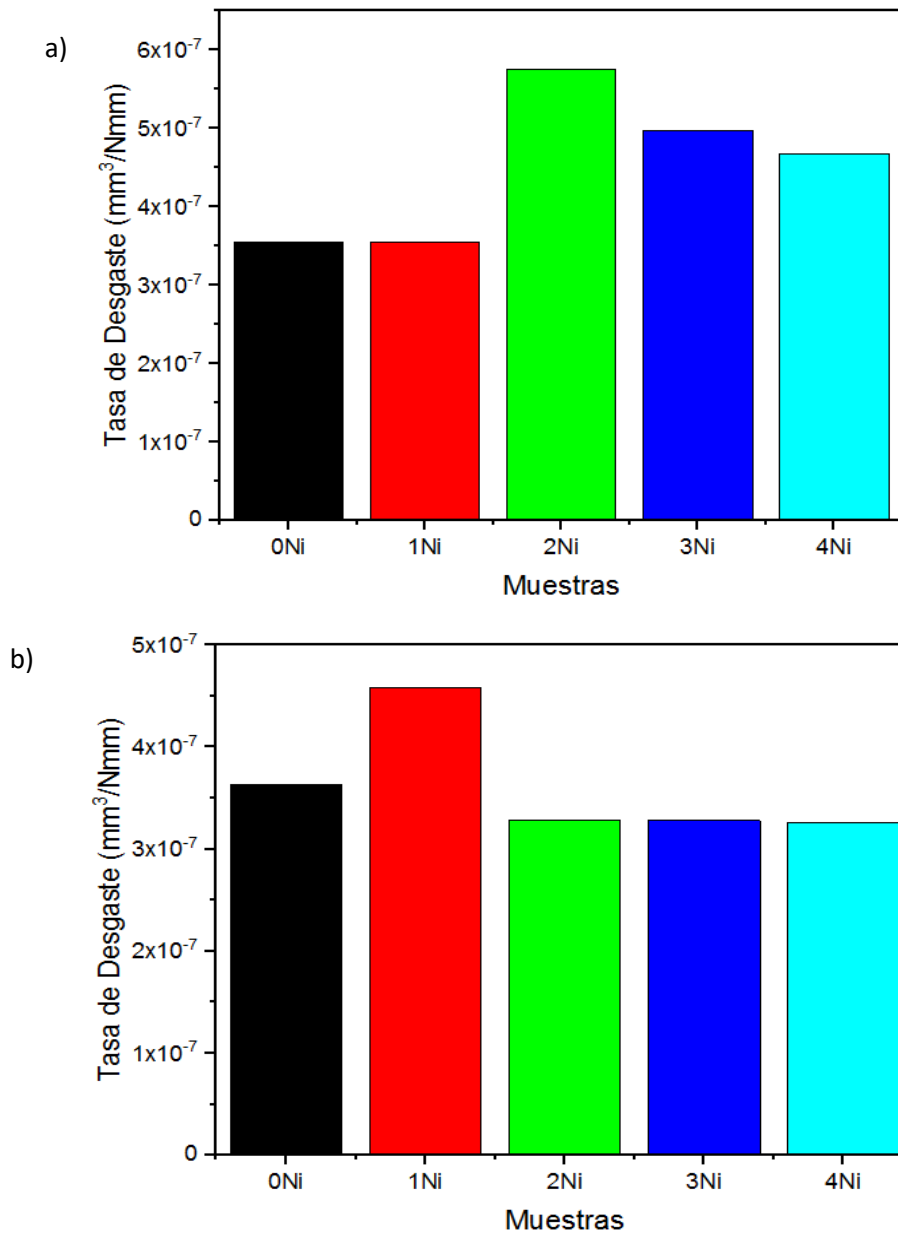 a)
Tasa de Desgaste (mm³/Nmm)
6x10⁻⁷
5x10⁻⁷
4x10⁻⁷
3x10⁻⁷
2x10⁻⁷
1x10⁻⁷
0
0Ni 1Ni 2Ni 3Ni 4Ni
Muestras
b)
Tasa de Desgaste (mm³/Nmm)
5x10⁻⁷
4x10⁻⁷
3x10⁻⁷
2x10⁻⁷
1x10⁻⁷
0
0Ni 1Ni 2Ni 3Ni 4Ni
Muestras